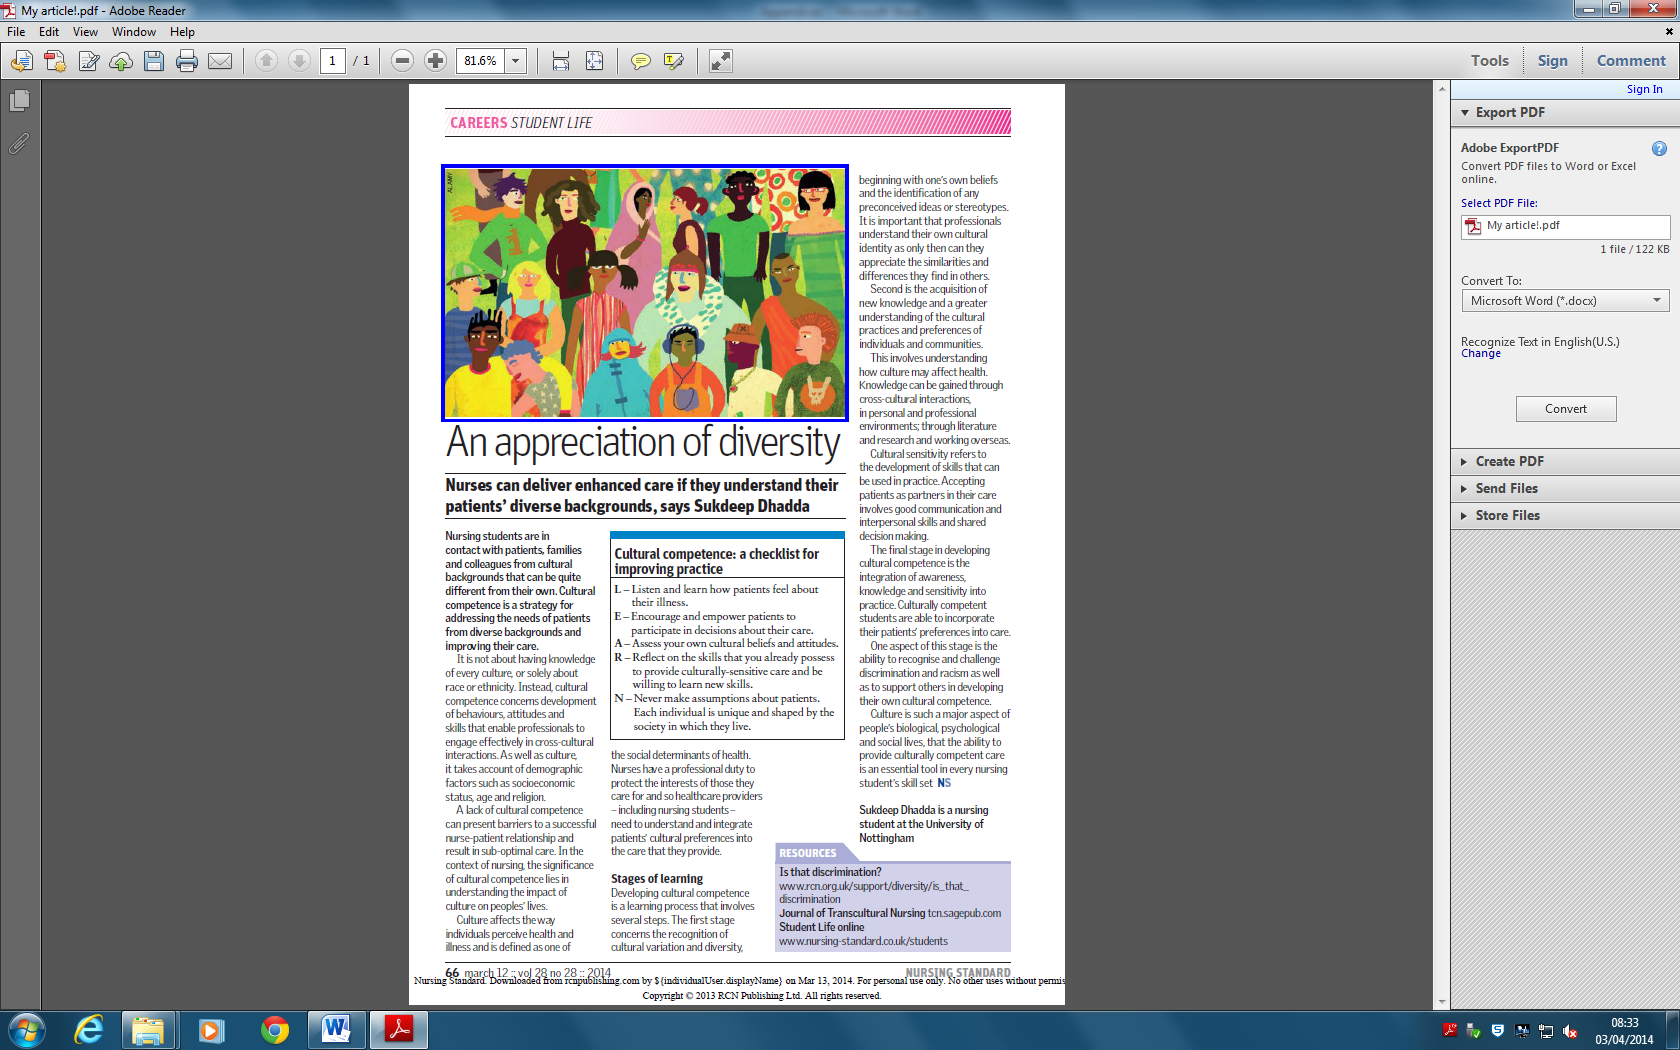 My article!.pdf - Adobe Reader
File Edit View Window Help
1 / 1 81.6% Tools Sign Comment
Sign In
Export PDF
Adobe ExportPDF
Convert PDF files to Word or Excel
online.
Select PDF File:
My article!.pdf
1 file / 122 KB
Convert To:
Microsoft Word (*.docx)
Recognize Text in English(U.S.)
Change
Convert
Create PDF
Send Files
Store Files
CAREERS STUDENT LIFE
ALAMY
An appreciation of diversity
Nurses can deliver enhanced care if they understand their
patients' diverse backgrounds, says Sukdeep Dhadda
Nursing students are in
contact with patients, families
and colleagues from cultural
backgrounds that can be quite
different from their own. Cultural
competence is a strategy for
addressing the needs of patients
from diverse backgrounds and
improving their care.
It is not about having knowledge
of every culture, or solely about
race or ethnicity. Instead, cultural
competence concerns development
of behaviours, attitudes and
skills that enable professionals to
engage effectively in cross-cultural
interactions. As well as culture,
it takes account of demographic
factors such as socioeconomic
status, age and religion.
A lack of cultural competence
can present barriers to a successful
nurse-patient relationship and
result in sub-optimal care. In the
context of nursing, the significance
of cultural competence lies in
understanding the impact of
culture on peoples' lives.
Culture affects the way
individuals perceive health and
illness and is defined as one of
Cultural competence: a checklist for
improving practice
L – Listen and learn how patients feel about
their illness.
E – Encourage and empower patients to
participate in decisions about their care.
A – Assess your own cultural beliefs and attitudes.
R – Reflect on the skills that you already possess
to provide culturally-sensitive care and be
willing to learn new skills.
N – Never make assumptions about patients.
Each individual is unique and shaped by the
society in which they live.
the social determinants of health.
Nurses have a professional duty to
protect the interests of those they
care for and so healthcare providers
– including nursing students –
need to understand and integrate
patients' cultural preferences into
the care that they provide.
Stages of learning
Developing cultural competence
is a learning process that involves
several steps. The first stage
concerns the recognition of
cultural variation and diversity,
beginning with one's own beliefs
and the identification of any
preconceived ideas or stereotypes.
It is important that professionals
understand their own cultural
identity as only then can they
appreciate the similarities and
differences they find in others.
Second is the acquisition of
new knowledge and a greater
understanding of the cultural
practices and preferences of
individuals and communities.
This involves understanding
how culture may affect health.
Knowledge can be gained through
cross-cultural interactions,
in personal and professional
environments; through literature
and research and working overseas.
Cultural sensitivity refers to
the development of skills that can
be used in practice. Accepting
patients as partners in their care
involves good communication and
interpersonal skills and shared
decision making.
The final stage in developing
cultural competence is the
integration of awareness,
knowledge and sensitivity into
practice. Culturally competent
students are able to incorporate
their patients' preferences into care.
One aspect of this stage is the
ability to recognise and challenge
discrimination and racism as well
as to support others in developing
their own cultural competence.
Culture is such a major aspect of
people's biological, psychological
and social lives, that the ability to
provide culturally competent care
is an essential tool in every nursing
student's skill set NS
Sukdeep Dhadda is a nursing
student at the University of
Nottingham
RESOURCES
Is that discrimination?
www.rcn.org.uk/support/diversity/is_that_
discrimination
Journal of Transcultural Nursing tcn.sagepub.com
Student Life online
www.nursing-standard.co.uk/students
66 march 12 :: vol 28 no 28 :: 2014 NURSING STANDARD
Nursing Standard. Downloaded from rcnpublishing.com by ${individualUser.displayName} on Mar 13, 2014. For personal use only. No other uses without permis
Copyright © 2013 RCN Publishing Ltd. All rights reserved.
08:33
03/04/2014